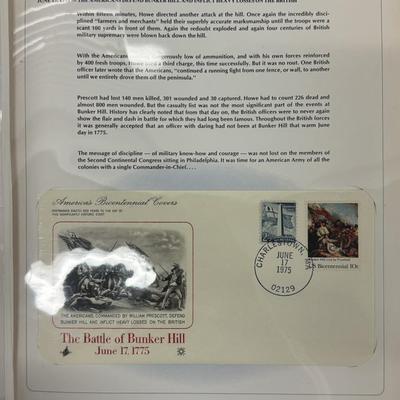 JUNE 17, 1775 – THE AMERICANS DEFEND BUNKER HILL AND INFLICT HEAVY LOSSES ON THE BRITISH
Within fifteen minutes, Howe directed another attack at the hill. Once again the incredibly disci-
plined "farmers and merchants" held their superbly accurate marksmanship until the troops were a
scant 100 yards in front of them. Again the redoubt exploded and again four centuries of British
military supremacy were blown back down the hill.
With the Americans dangerously low of ammunition, and with his own forces reinforced
by 400 fresh troops, Howe a third charge, this time successfully. But it was no rout. One British
officer later wrote that the Americans, "continued a running fight from one fence, or wall, to another
until we entirely drove them off the peninsula."
Prescott had lost 140 men killed, 301 wounded and 30 captured. Howe had to count 226 dead and
almost 800 men wounded. But the casualty list was not the most significant part of the events at
Bunker Hill. History has clearly stated that from that day on, the British officers were to never again
show the flair and dash in battle for which they had long been famous. Throughout the British forces
it was generally accepted that an officer with daring had not been at Bunker Hill that warm June
day in 1775.
The message of discipline — of military know-how and courage — was not lost on the members of
the Second Continental Congress sitting in Philadelphia. It was time for an American Army of all the
colonies with a single Commander-in-Chief....
America's Bicentennial Covers
POSTMARKED EXACTLY 200 YEARS TO THE DAY OF
THE SIGNIFICANTLY HISTORIC EVENT
CHARLESTOWN, MA
JUNE
17
1975
02129
US Bicentennial 10c
THE AMERICANS, COMMANDED BY WILLIAM PRESCOTT, DEFEND
BUNKER HILL AND INFLICT HEAVY LOSSES ON THE BRITISH
The Battle of Bunker Hill
June 17, 1775